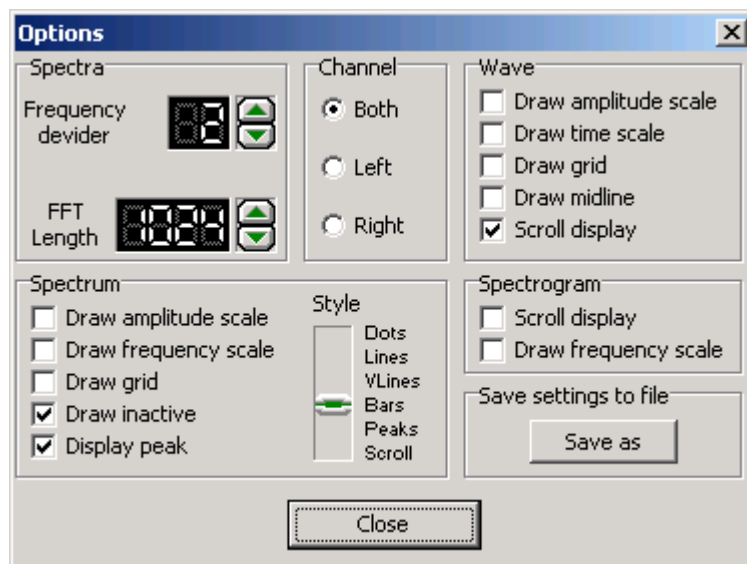 Options
Spectra
Frequency
devider
2
FFT
Length
1024
Channel
Both
Left
Right
Wave
Draw amplitude scale
Draw time scale
Draw grid
Draw midline
Scroll display
Spectrum
Draw amplitude scale
Draw frequency scale
Draw grid
Draw inactive
Display peak
Style
Dots
Lines
VLines
Bars
Peaks
Scroll
Spectrogram
Scroll display
Draw frequency scale
Save settings to file
Save as
Close